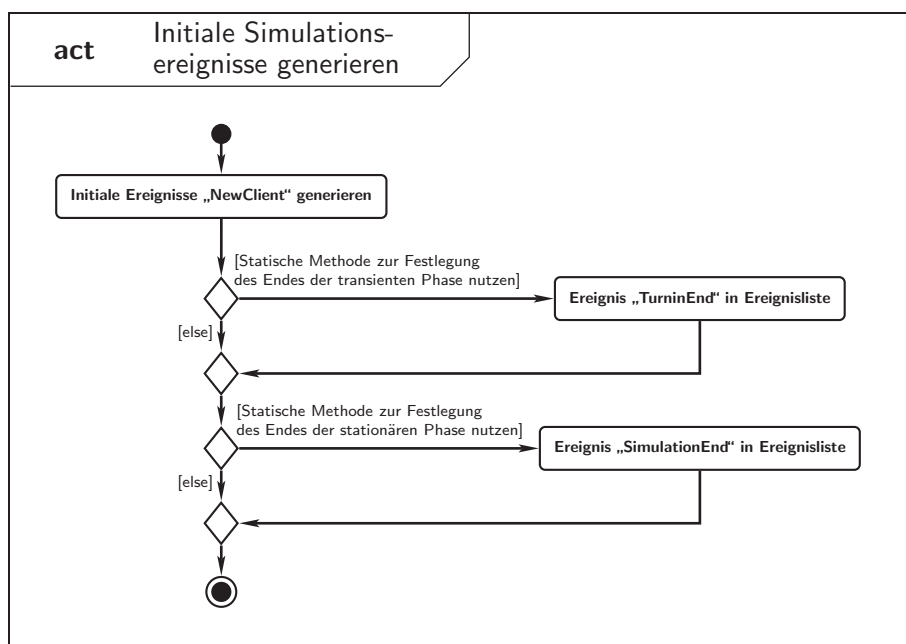 act
Initiale Simulations-
ereignisse generieren
Initiale Ereignisse „NewClient“ generieren
[Statische Methode zur Festlegung
des Endes der transienten Phase nutzen]
Ereignis „TurninEnd“ in Ereignisliste
[else]
[Statische Methode zur Festlegung
des Endes der stationären Phase nutzen]
Ereignis „SimulationEnd“ in Ereignisliste
[else]